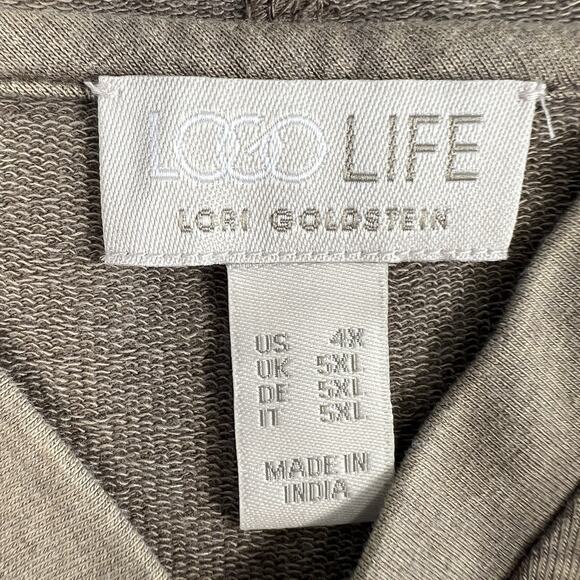 LOGO LIFE
LORI GOLDSTEIN
US 4X
UK 5XL
DE 5XL
IT 5XL
MADE IN
INDIA